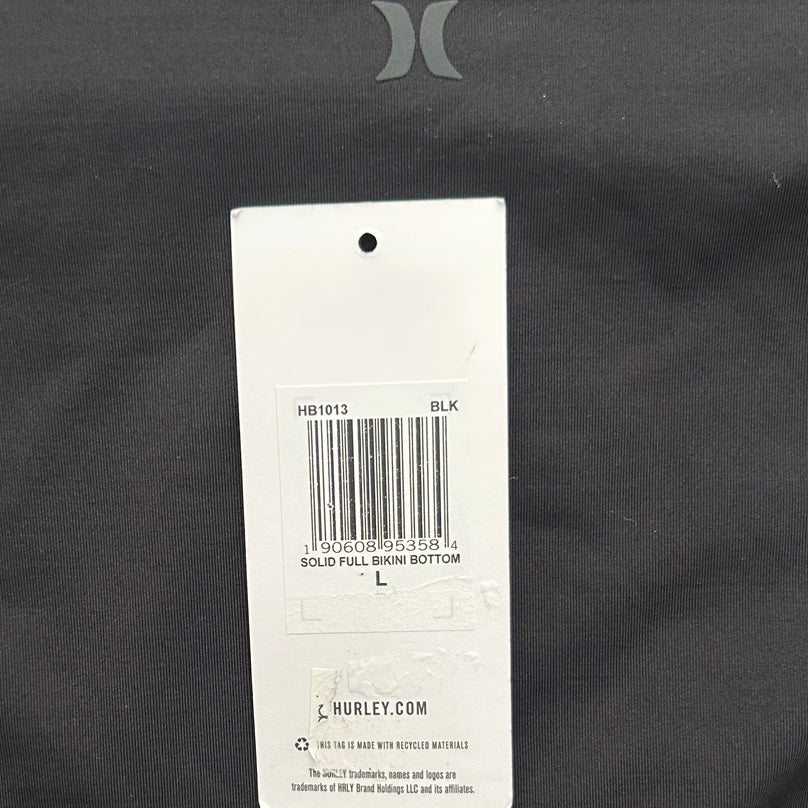 HB1013 BLK
1 90608 95358 4
SOLID FULL BIKINI BOTTOM
L
HURLEY.COM
THIS TAG IS MADE WITH RECYCLED MATERIALS
The HURLEY trademarks, names and logos are
trademarks of HRLY Brand Holdings LLC and its affiliates.